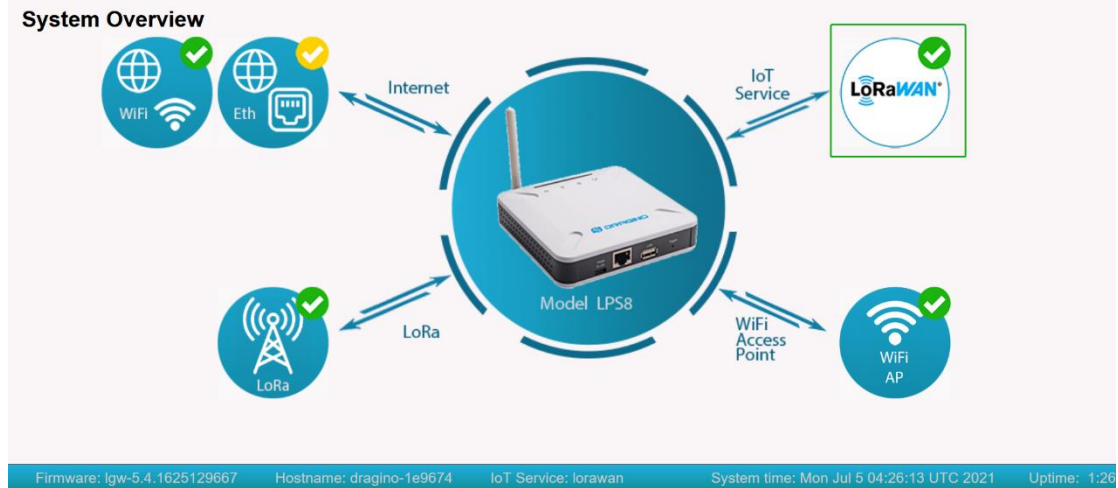 System Overview
WiFi
Eth
Internet
IoT
Service
LoRaWAN®
DRAGINO
Model LPS8
LoRa
LoRa
WiFi
Access
Point
WiFi
AP
Firmware: lgw-5.4.1625129667 Hostname: dragino-1e9674 IoT Service: lorawan System time: Mon Jul 5 04:26:13 UTC 2021 Uptime: 1:26